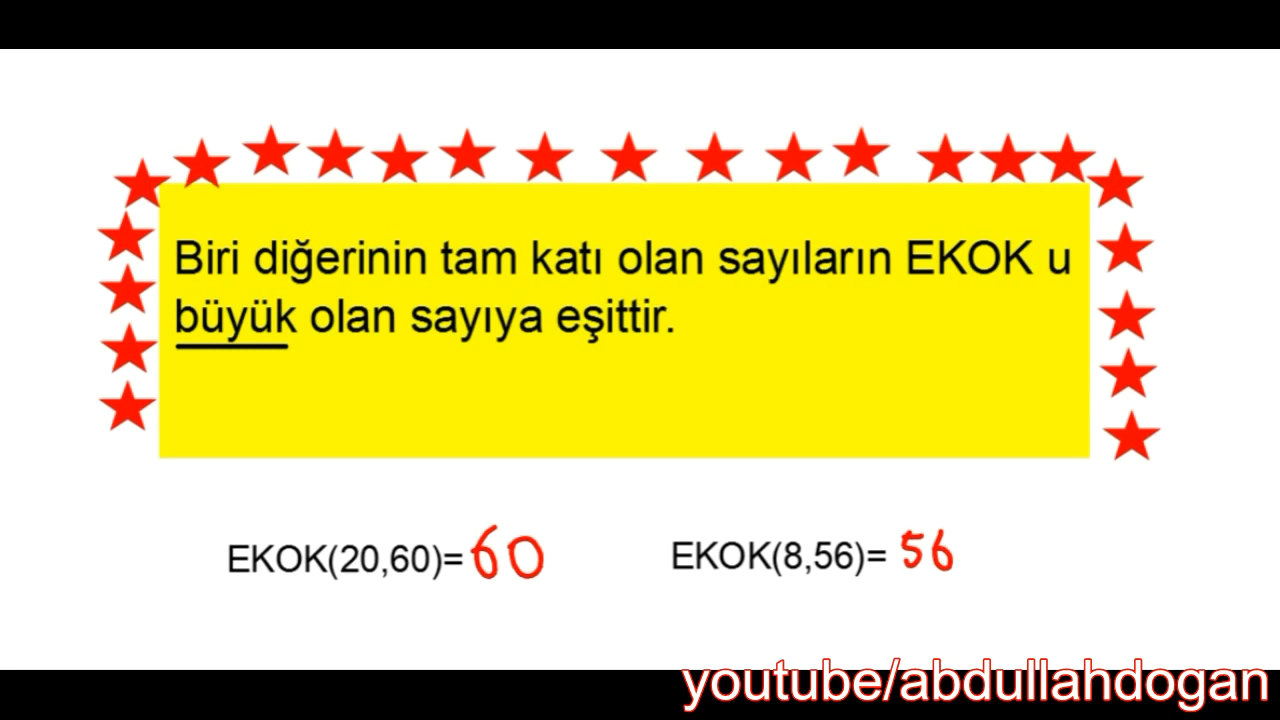 Biri diğerinin tam katı olan sayıların EKOK u
büyük olan sayıya eşittir.
EKOK(20,60)= 60
EKOK(8,56)= 56
youtube/abdullahdogan